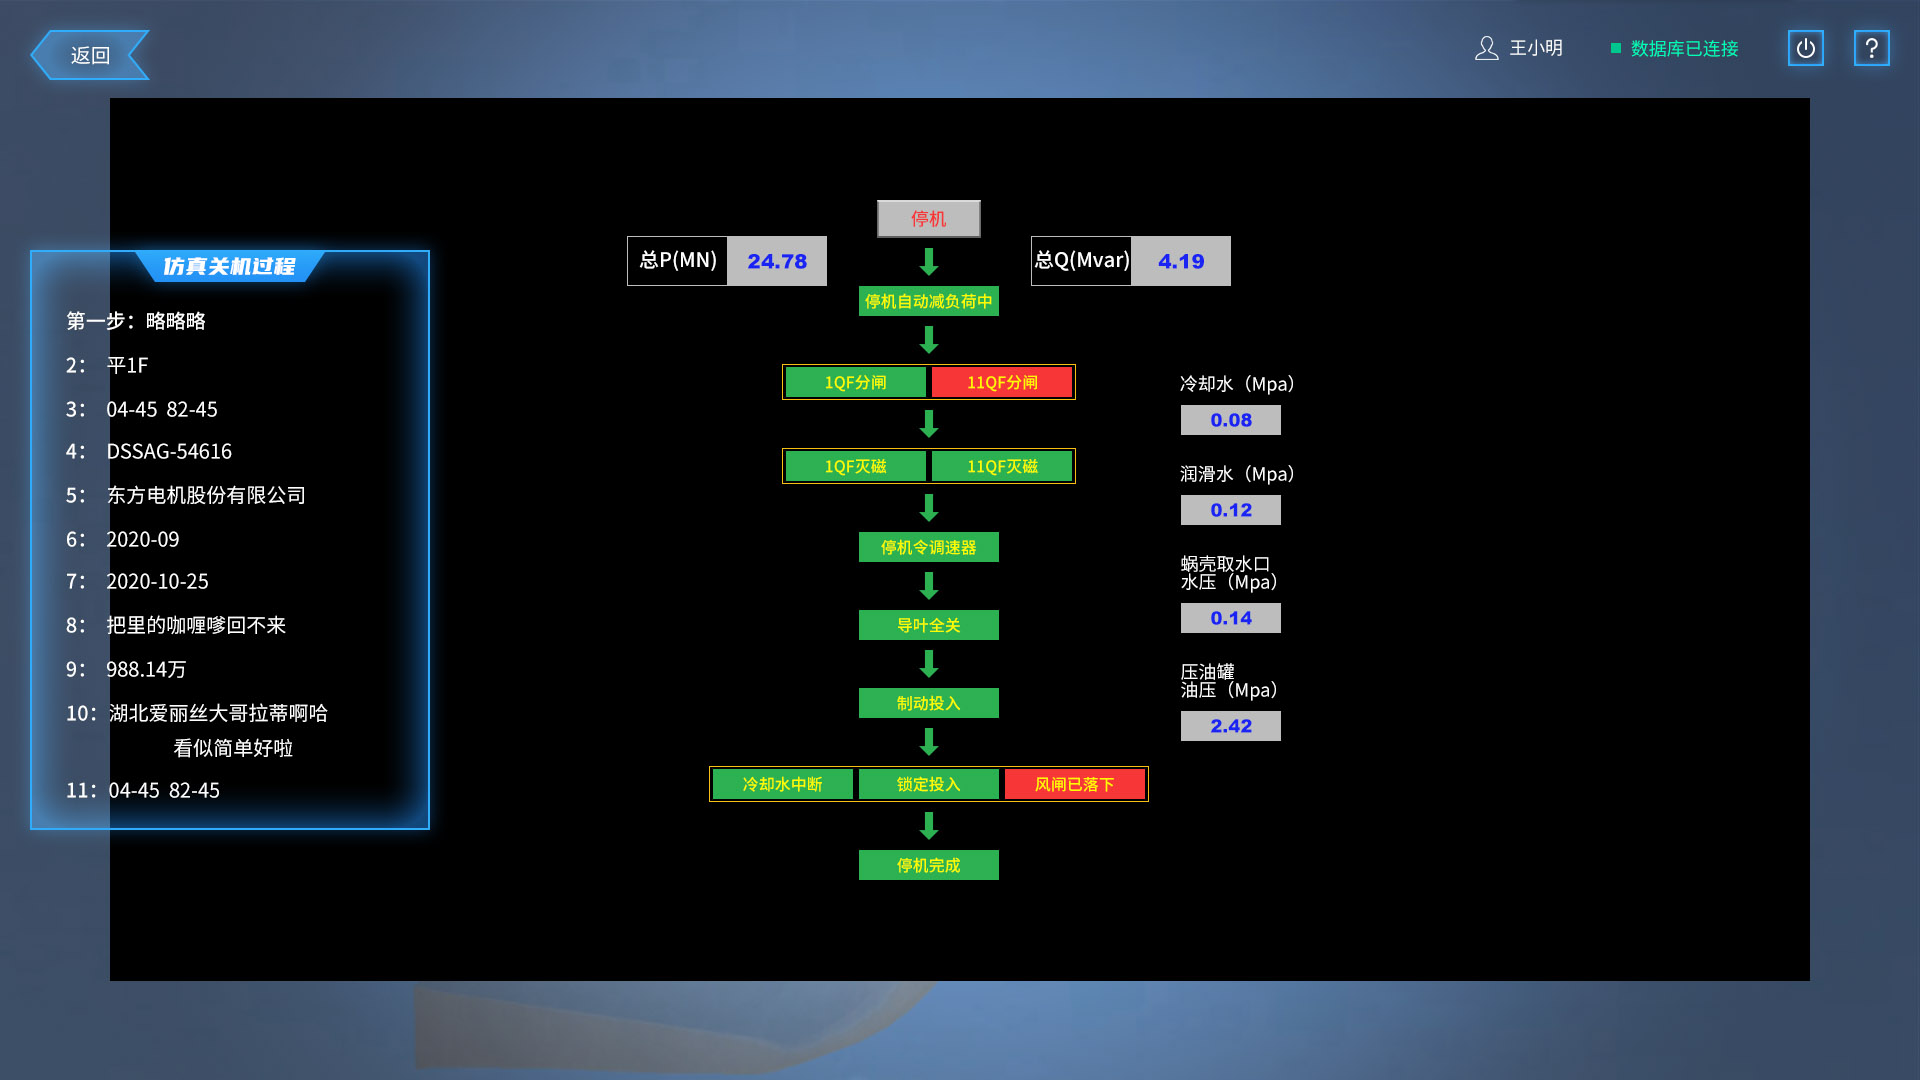 返回
王小明
数据库已连接
?
仿真关机过程
第一步：略略略
2： 平1F
3： 04-45 82-45
4： DSSAG-54616
5： 东方电机股份有限公司
6： 2020-09
7： 2020-10-25
8： 把里的咖喱嗲回不来
9： 988.14万
10：湖北爱丽丝大哥拉蒂啊哈
看似简单好啦
11：04-45 82-45
停机
总P(MN) 24.78
总Q(Mvar) 4.19
停机自动减负荷中
1QF分闸 11QF分闸
1QF灭磁 11QF灭磁
停机令调速器
导叶全关
制动投入
冷却水中断 锁定投入 风闸已落下
停机完成
冷却水（Mpa）
0.08
润滑水（Mpa）
0.12
蜗壳取水口
水压（Mpa）
0.14
压油罐
油压（Mpa）
2.42